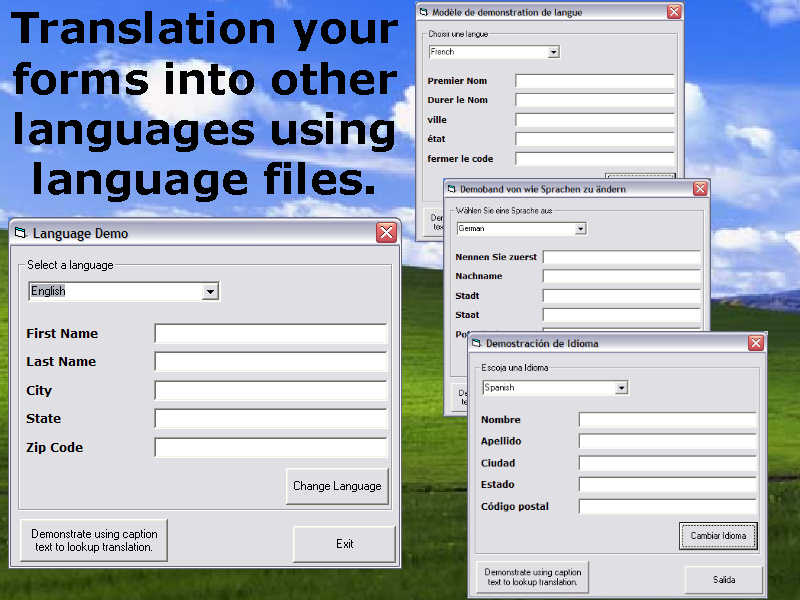 Translation your
forms into other
languages using
language files.
Language Demo
Select a language
English
First Name
Last Name
City
State
Zip Code
Change Language
Demonstrate using caption
text to lookup translation.
Exit
Modèle de demonstration de langue
Choisir une langue
French
Premier Nom
Durer le Nom
ville
état
fermer le code
Demoband von wie Sprachen zu ändern
Wählen Sie eine Sprache aus
German
Nennen Sie zuerst
Nachname
Stadt
Staat
Demostración de Idioma
Escoja una Idioma
Spanish
Nombre
Apellido
Ciudad
Estado
Código postal
Cambiar Idioma
Demonstrate using caption
text to lookup translation.
Salida